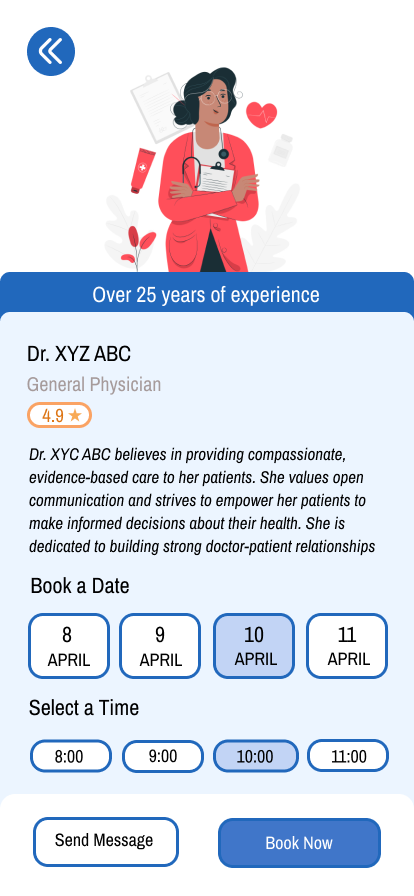 Over 25 years of experience
Dr. XYZ ABC
General Physician
4.9 ★
Dr. XYC ABC believes in providing compassionate,
evidence-based care to her patients. She values open
communication and strives to empower her patients to
make informed decisions about their health. She is
dedicated to building strong doctor-patient relationships
Book a Date
8 9 10 11
APRIL APRIL APRIL APRIL
Select a Time
8:00 9:00 10:00 11:00
Send Message Book Now